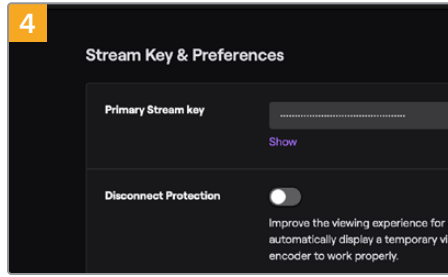 4
Stream Key & Preferences
Primary Stream key
Show
Disconnect Protection
Improve the viewing experience for
automatically display a temporary
encoder to work properly.